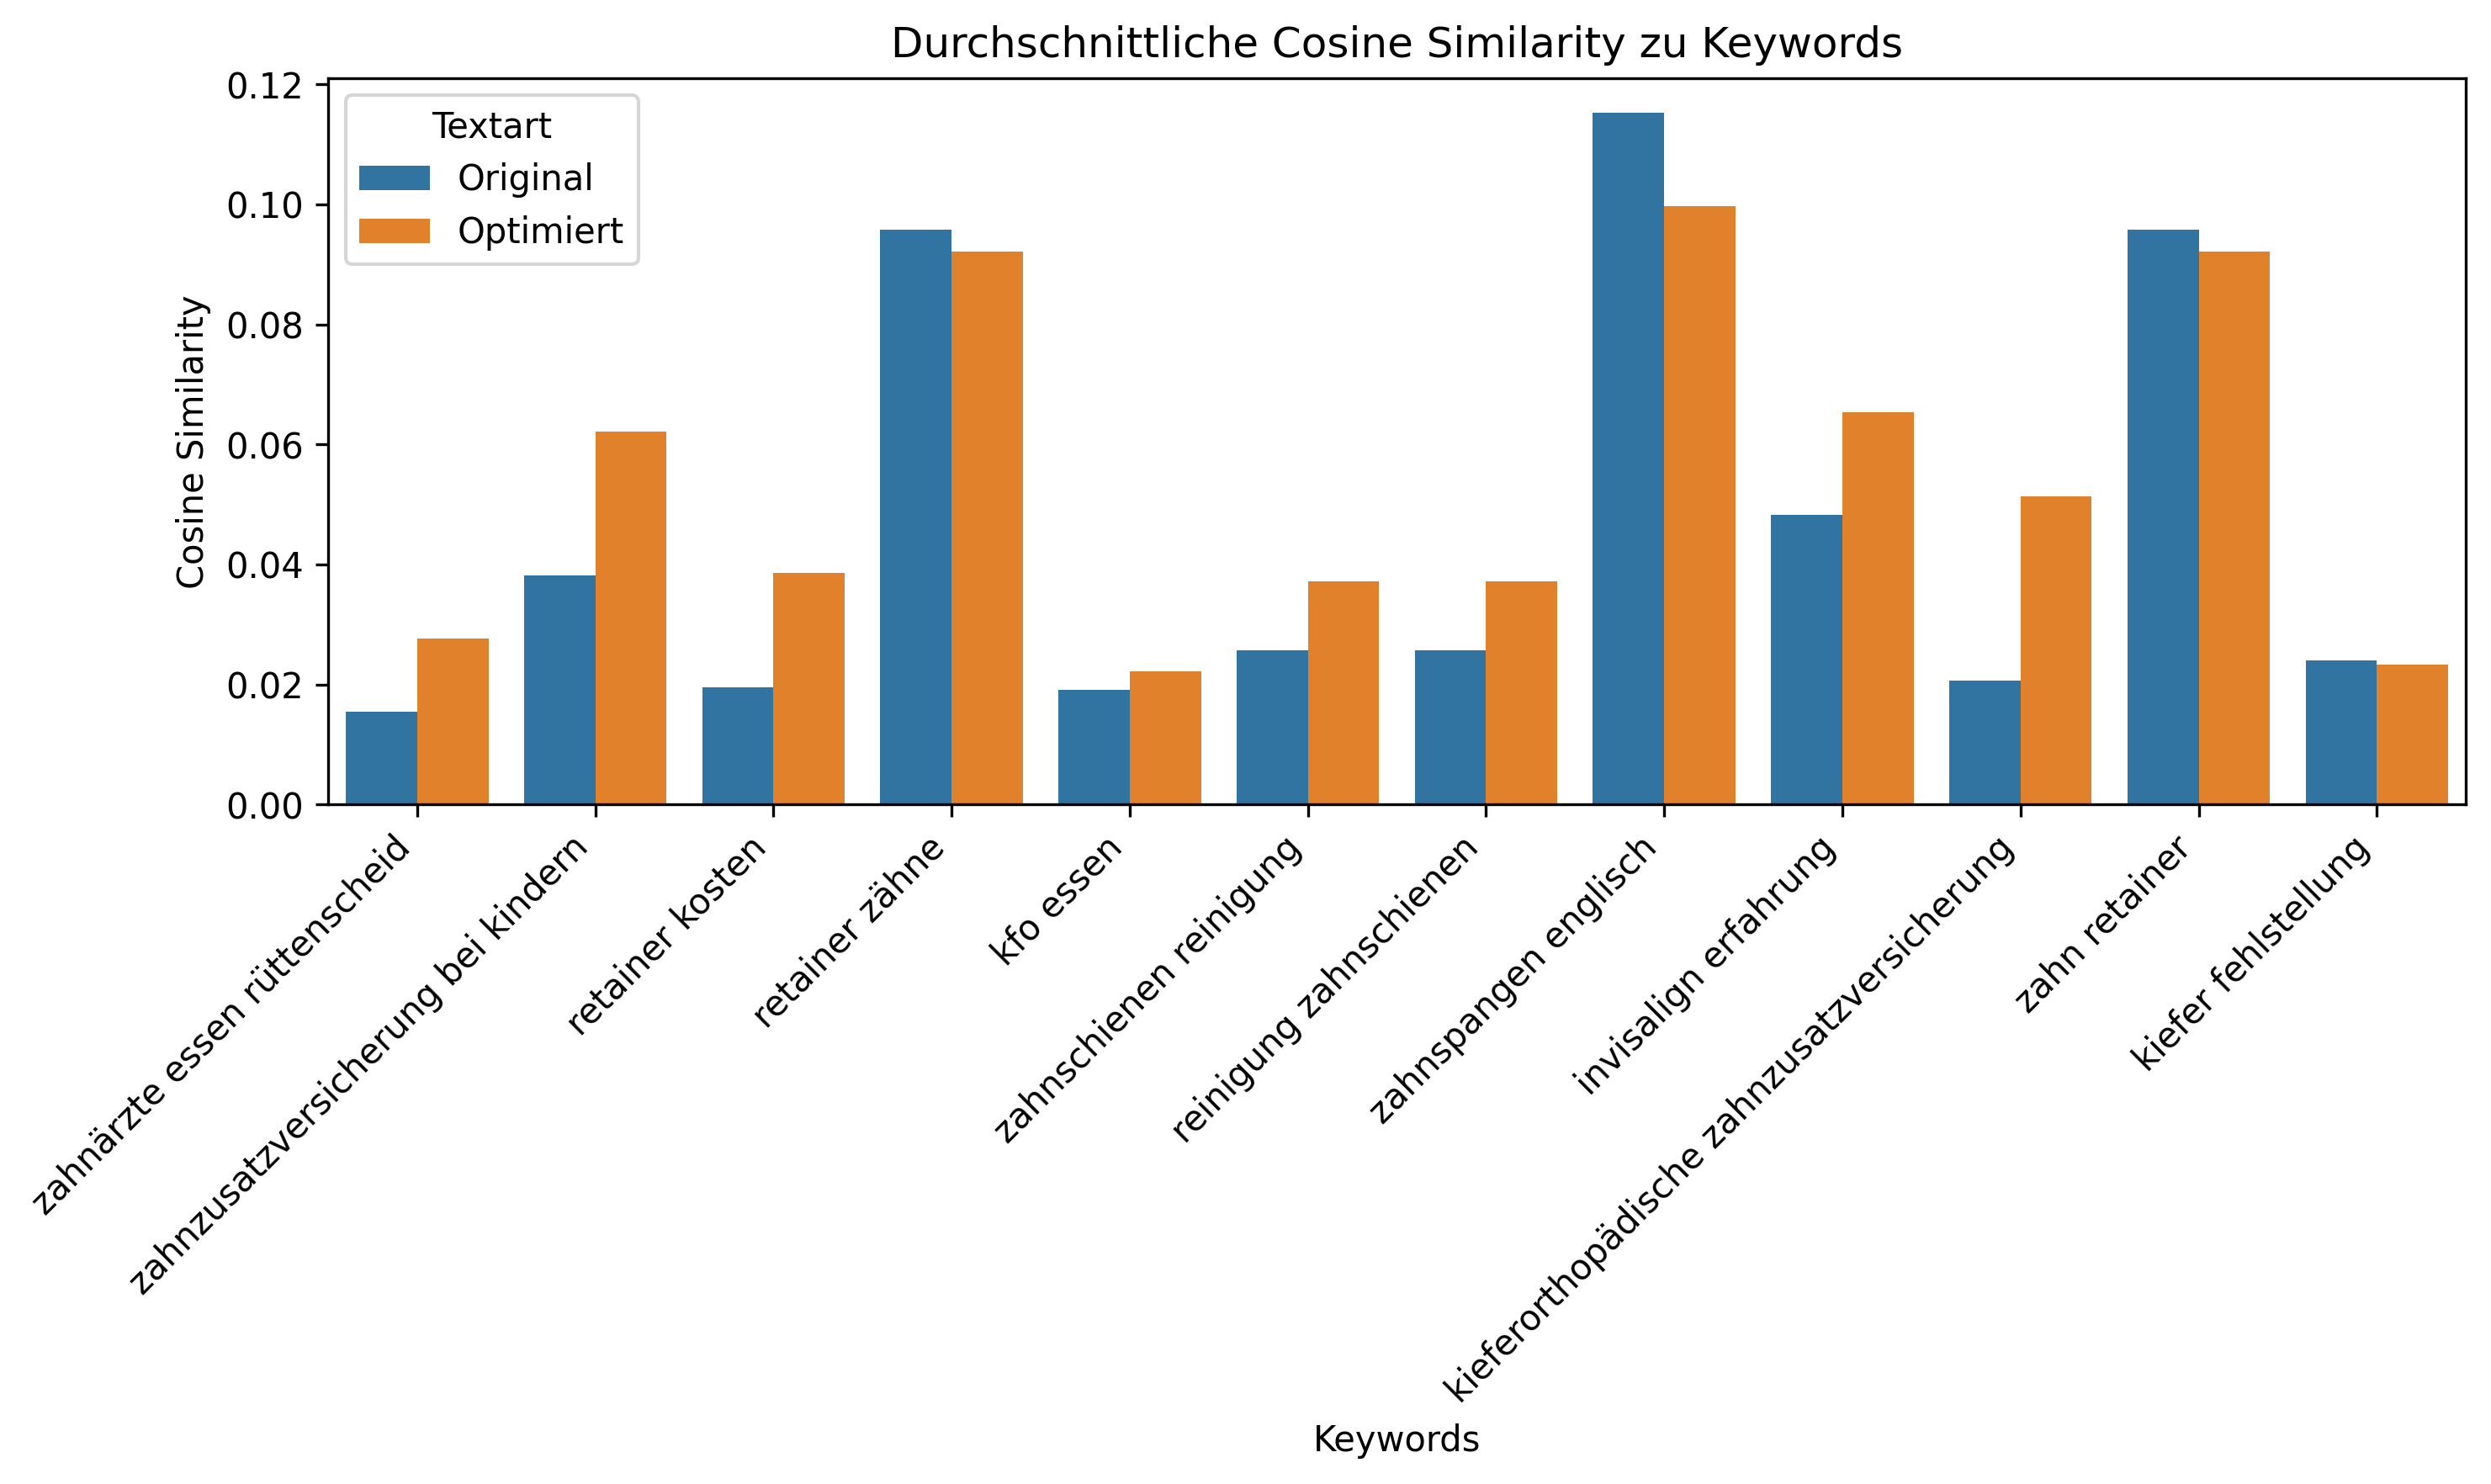 Durchschnittliche Cosine Similarity zu Keywords
Textart
Original
Optimiert
Cosine Similarity
0.12
0.10
0.08
0.06
0.04
0.02
0.00
zahnärzte essen rüttenscheid
zahnzusatzversicherung bei kindern
retainer kosten
retainer zähne
kfo essen
zahnschienen reinigung
reinigung zahnschienen
zahnspangen englisch
invisalign erfahrung
kieferorthopädische zahnzusatzversicherung
zahn retainer
kiefer fehlstellung
Keywords